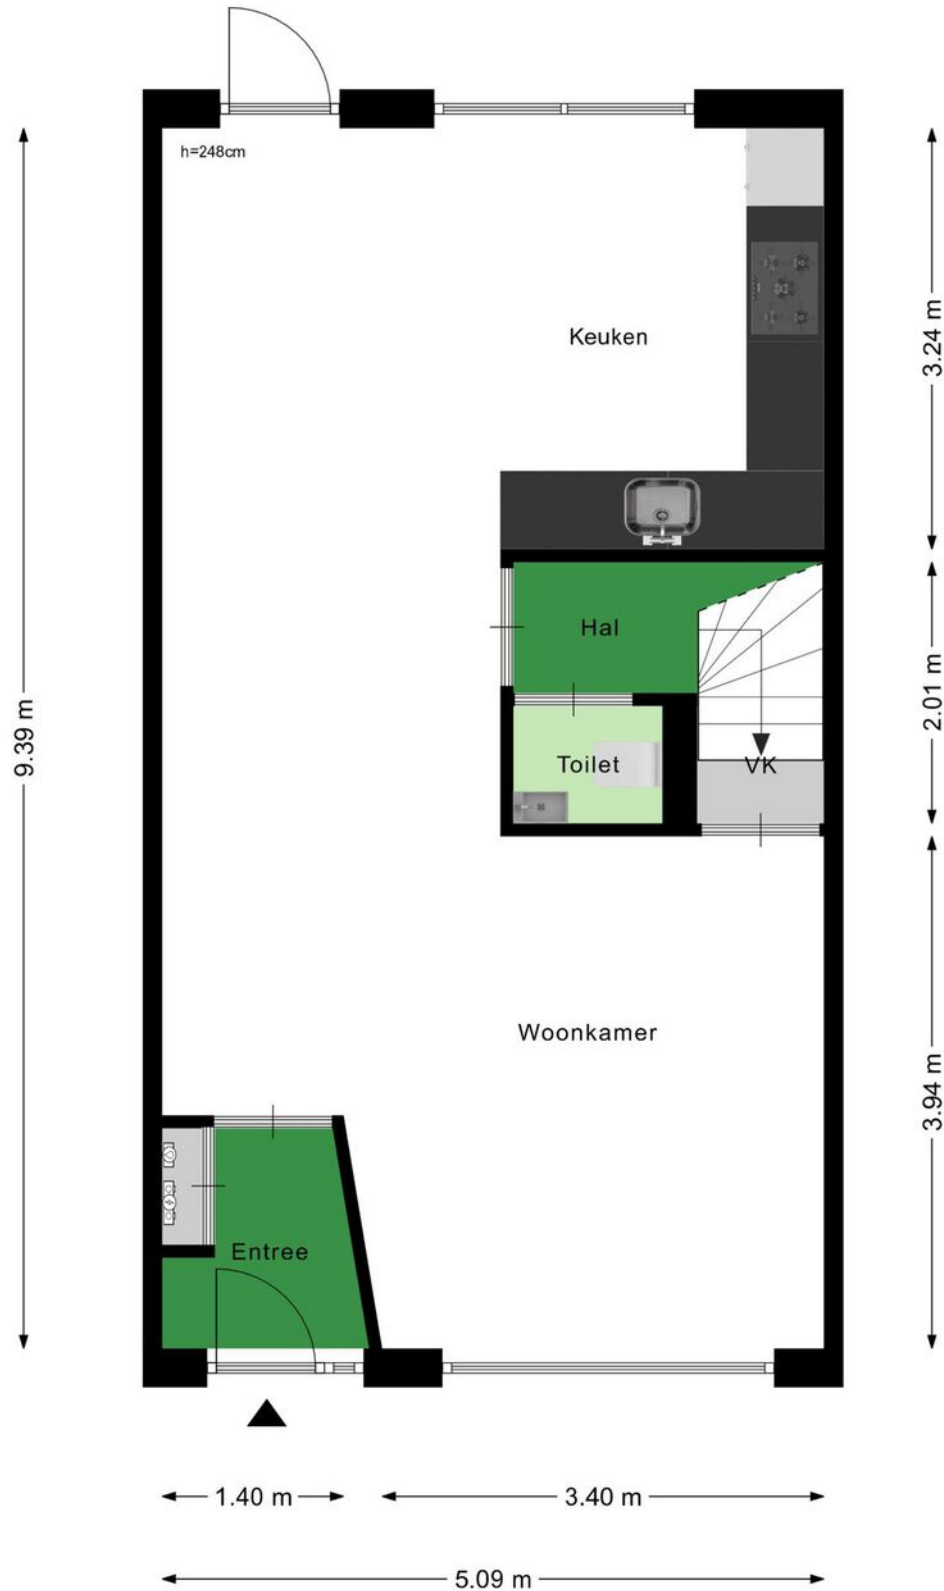 h=248cm
Keuken
3.24 m
Hal
2.01 m
9.39 m
Toilet
VK
Woonkamer
3.94 m
Entree
1.40 m
3.40 m
5.09 m